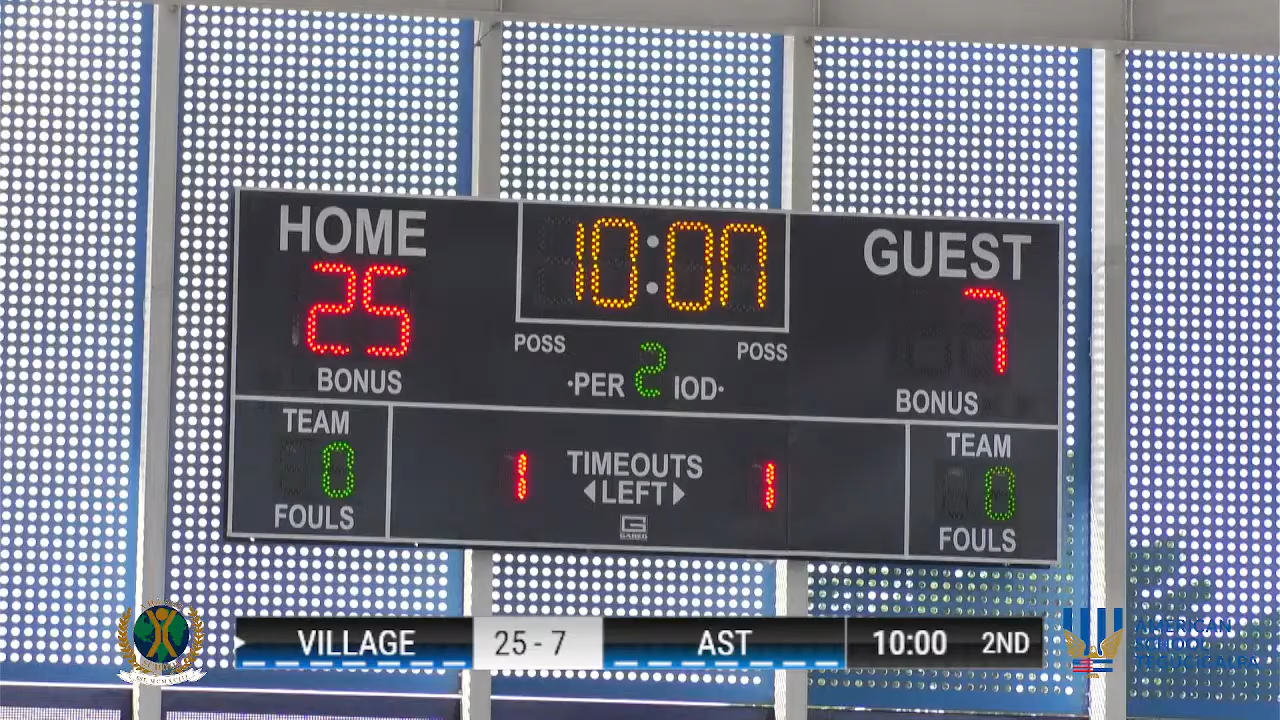 HOME
10:00
GUEST
25
7
POSS
2
POSS
·PER
IOD·
BONUS
BONUS
TEAM
TEAM
0
1
TIMEOUTS
1
0
LEFT
FOULS
FOULS
G
VILLAGE
25 - 7
AST
10:00
2ND
AMERICAN